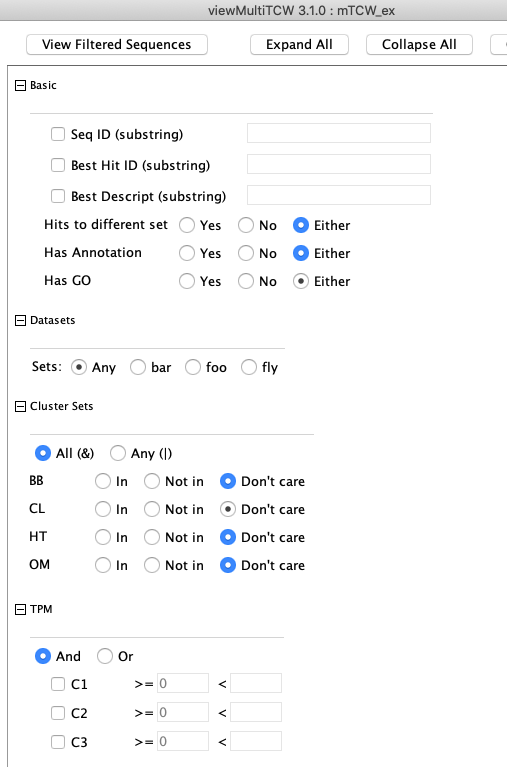 viewMultiTCW 3.1.0 : mTCW_ex
View Filtered Sequences Expand All Collapse All
Basic
Seq ID (substring)
Best Hit ID (substring)
Best Descript (substring)
Hits to different set Yes No Either
Has Annotation Yes No Either
Has GO Yes No Either
Datasets
Sets: Any bar foo fly
Cluster Sets
All (&) Any (|)
BB In Not in Don't care
CL In Not in Don't care
HT In Not in Don't care
OM In Not in Don't care
TPM
And Or
C1 >= 0 <
C2 >= 0 <
C3 >= 0 <